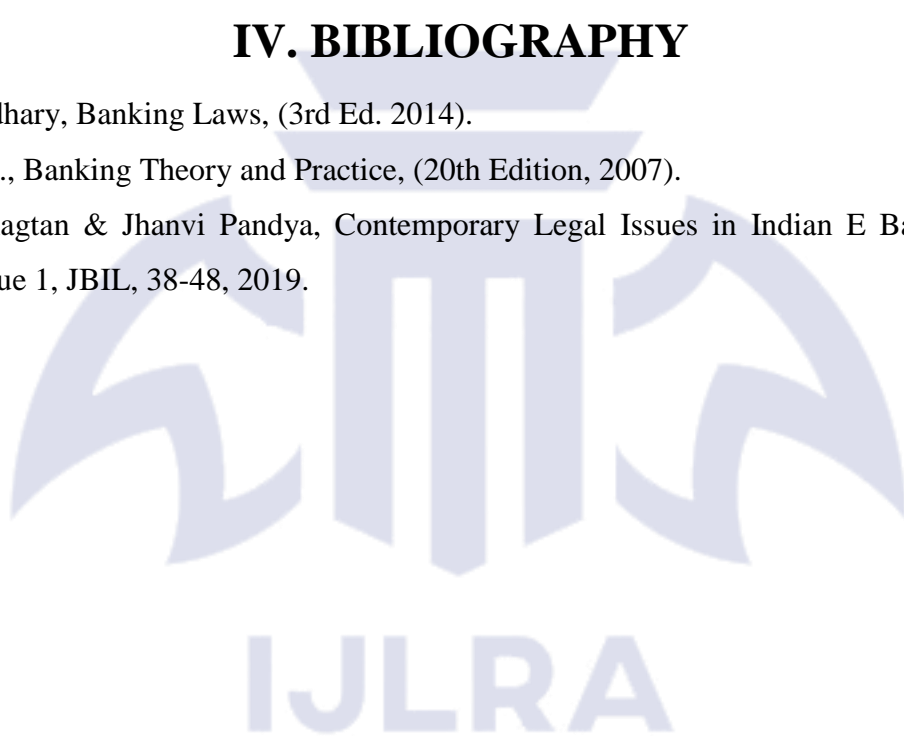 IV. BIBLIOGRAPHY
dhary, Banking Laws, (3rd Ed. 2014).
., Banking Theory and Practice, (20th Edition, 2007).
agtan & Jhanvi Pandya, Contemporary Legal Issues in Indian E Ba
ue 1, JBIL, 38-48, 2019.
IJLRA